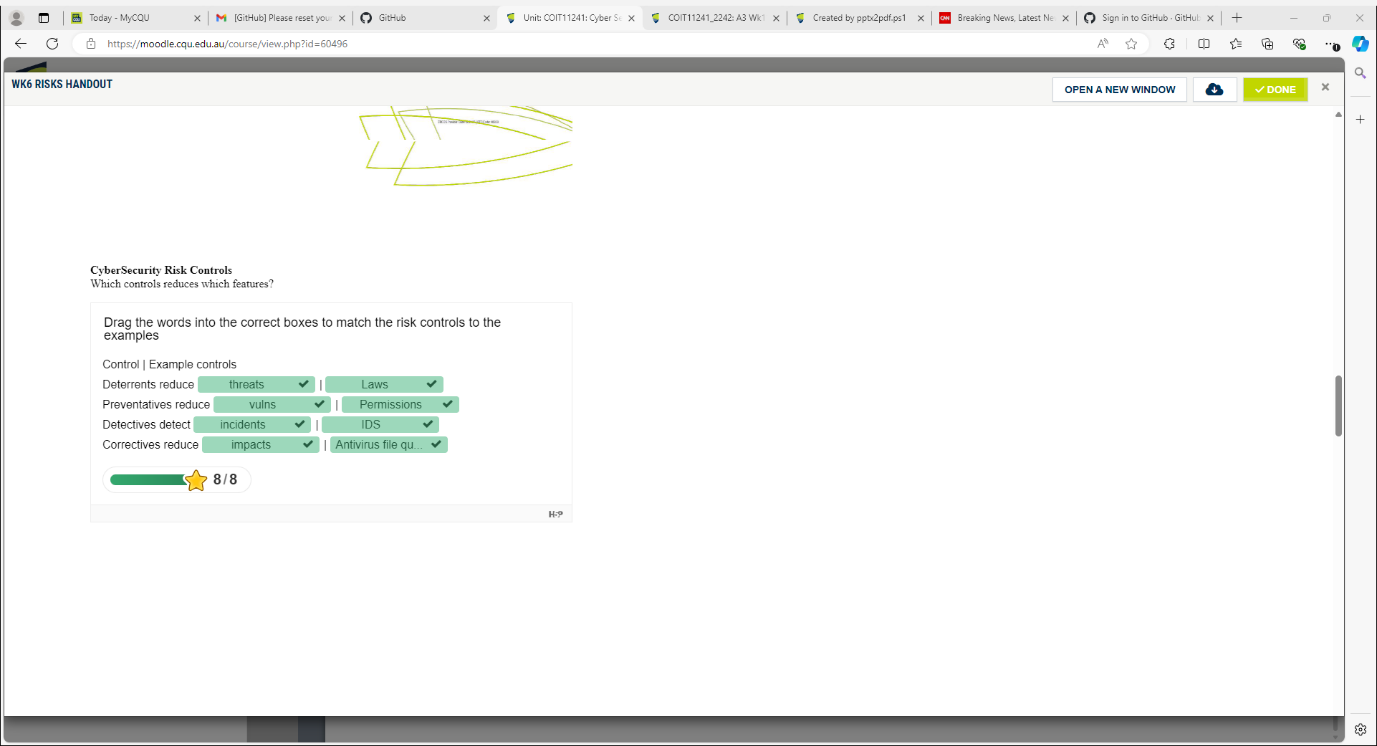 Today - MyCQU
[GitHub] Please reset your
GitHub
Unit: COIT11241: Cyber Se
COIT11241_2242: A3 Wk1
Created by pptx2pdf.ps1
CNN
Breaking News, Latest Ne
Sign in to GitHub · GitHub
https://moodle.cqu.edu.au/course/view.php?id=60496
WK6 RISKS HANDOUT
OPEN A NEW WINDOW
DONE
CyberSecurity Risk Controls
Which controls reduces which features?
Drag the words into the correct boxes to match the risk controls to the
examples
Control | Example controls
Deterrents reduce threats | Laws
Preventatives reduce vulns | Permissions
Detectives detect incidents | IDS
Correctives reduce impacts | Antivirus file qu...
8/8
H5P